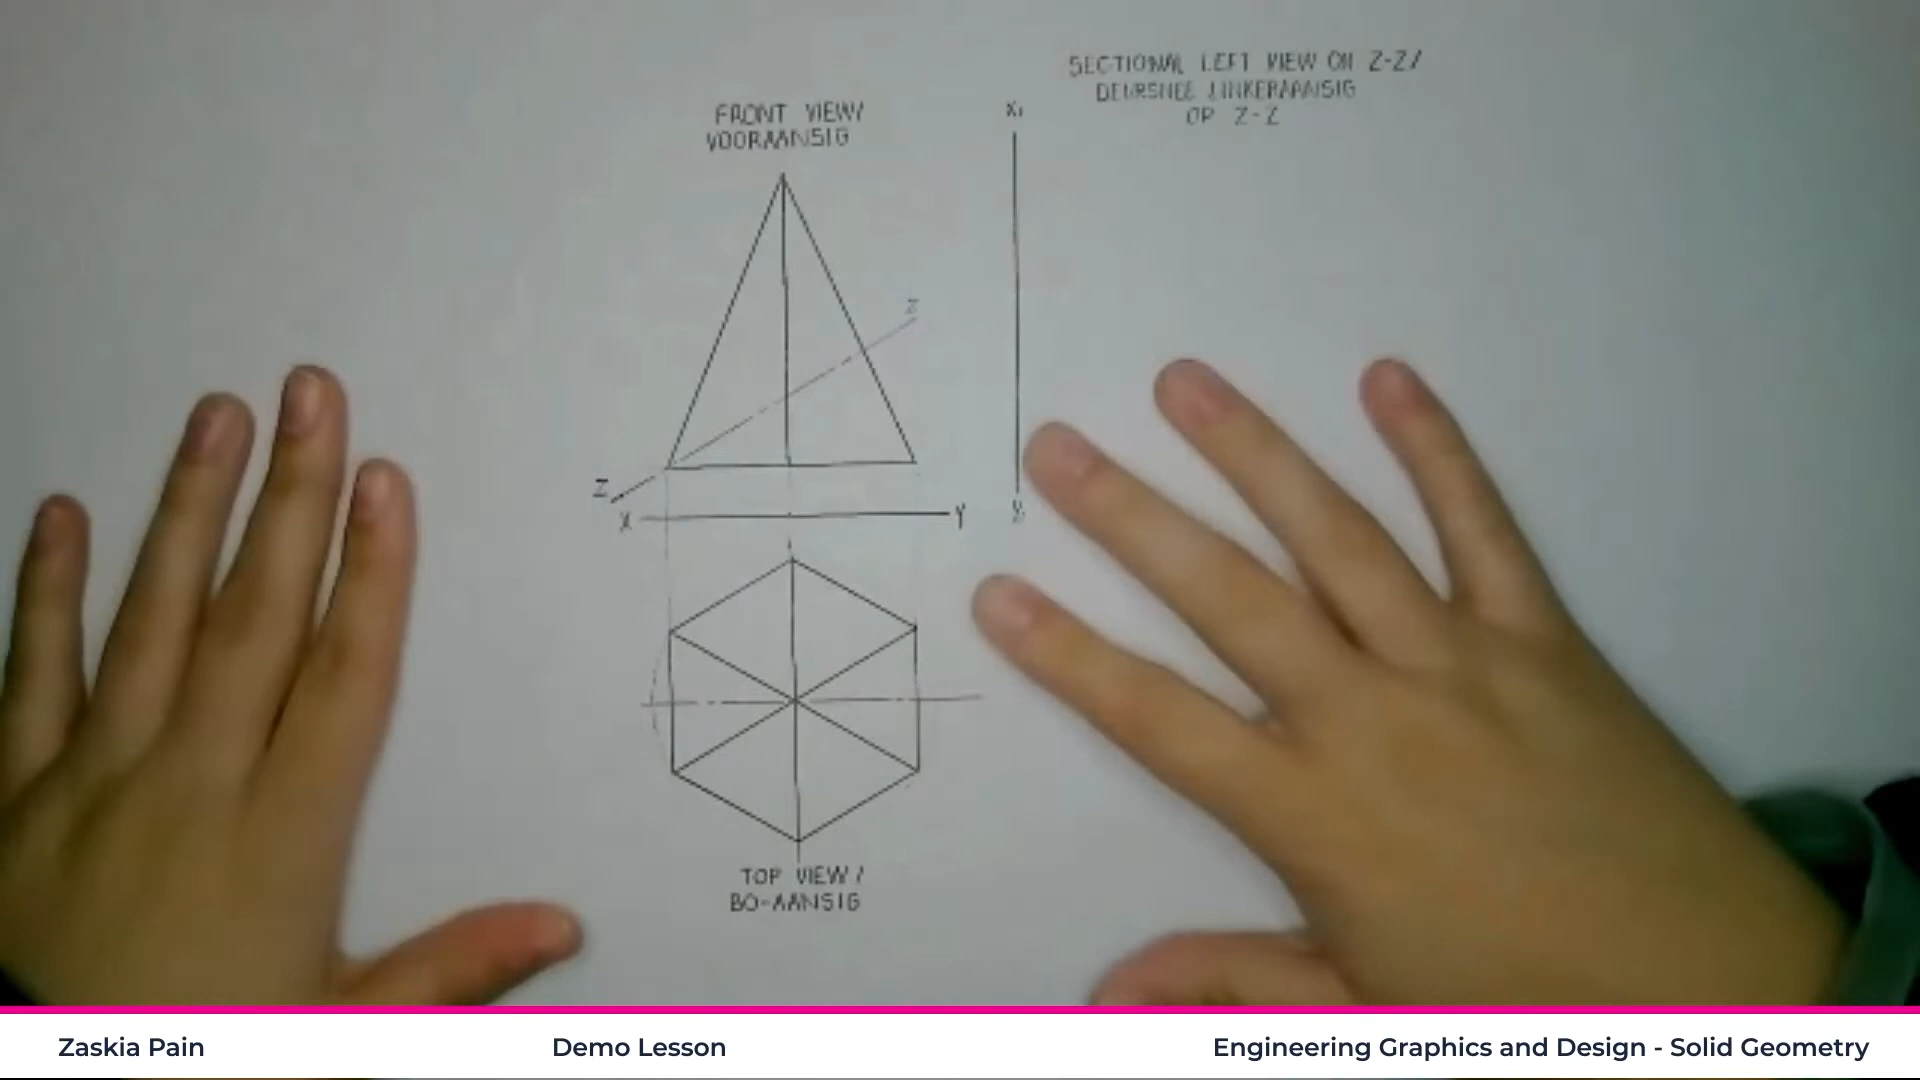 SECTIONAL LEFT VIEW ON Z-Z/
DEURSNEE LINKERAANSIG
OP Z-Z
FRONT VIEW/
VOORAANSIG
X₁
Z
Z
X
Y
TOP VIEW/
BO-AANSIG
Zaskia Pain
Demo Lesson
Engineering Graphics and Design - Solid Geometry